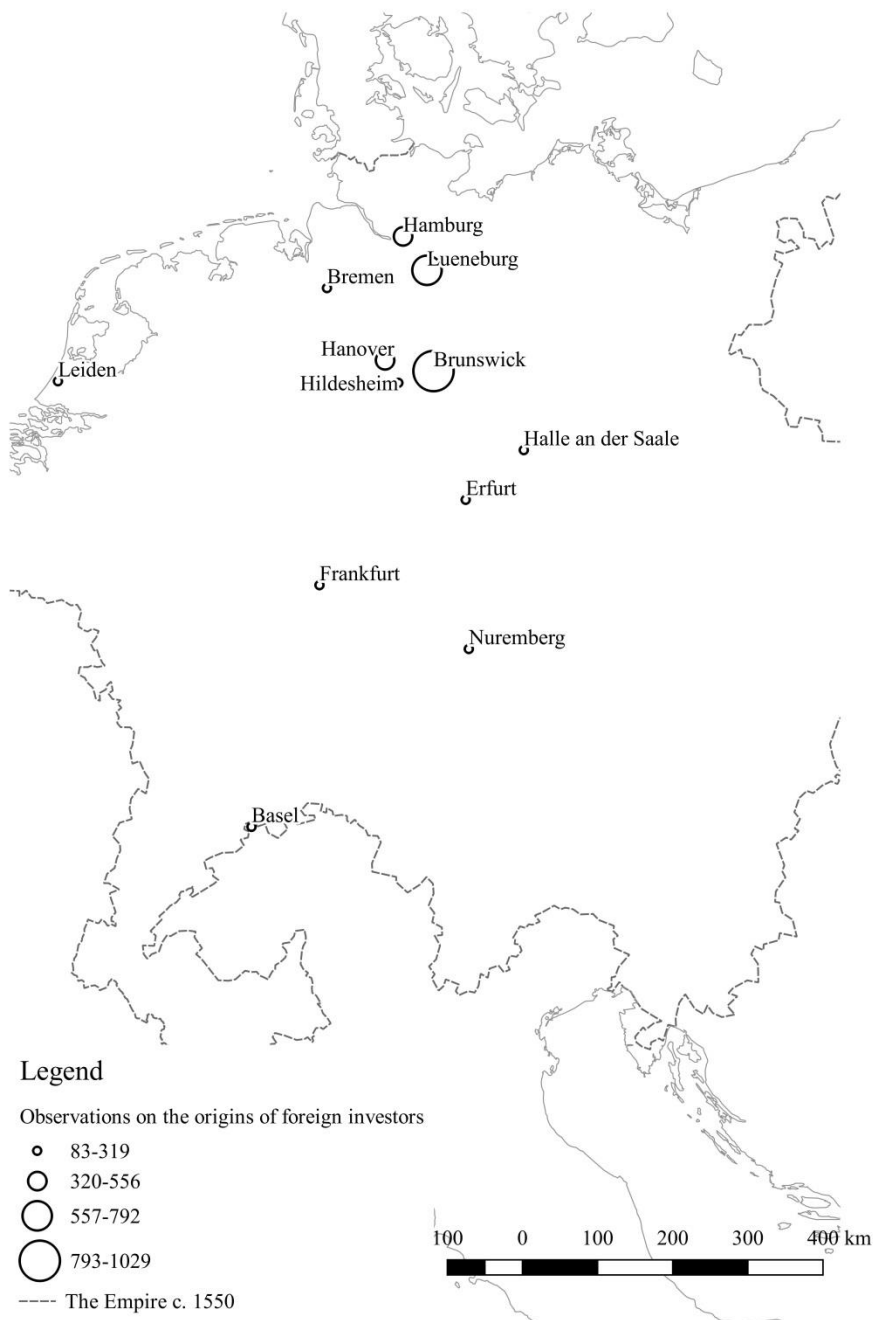 Hamburg
Lueneburg
Bremen
Hanover
Brunswick
Leiden
Hildesheim
Halle an der Saale
Erfurt
Frankfurt
Nuremberg
Basel
Legend
Observations on the origins of foreign investors
83-319
320-556
557-792
793-1029
The Empire c. 1550
100 0 100 200 300 400 km